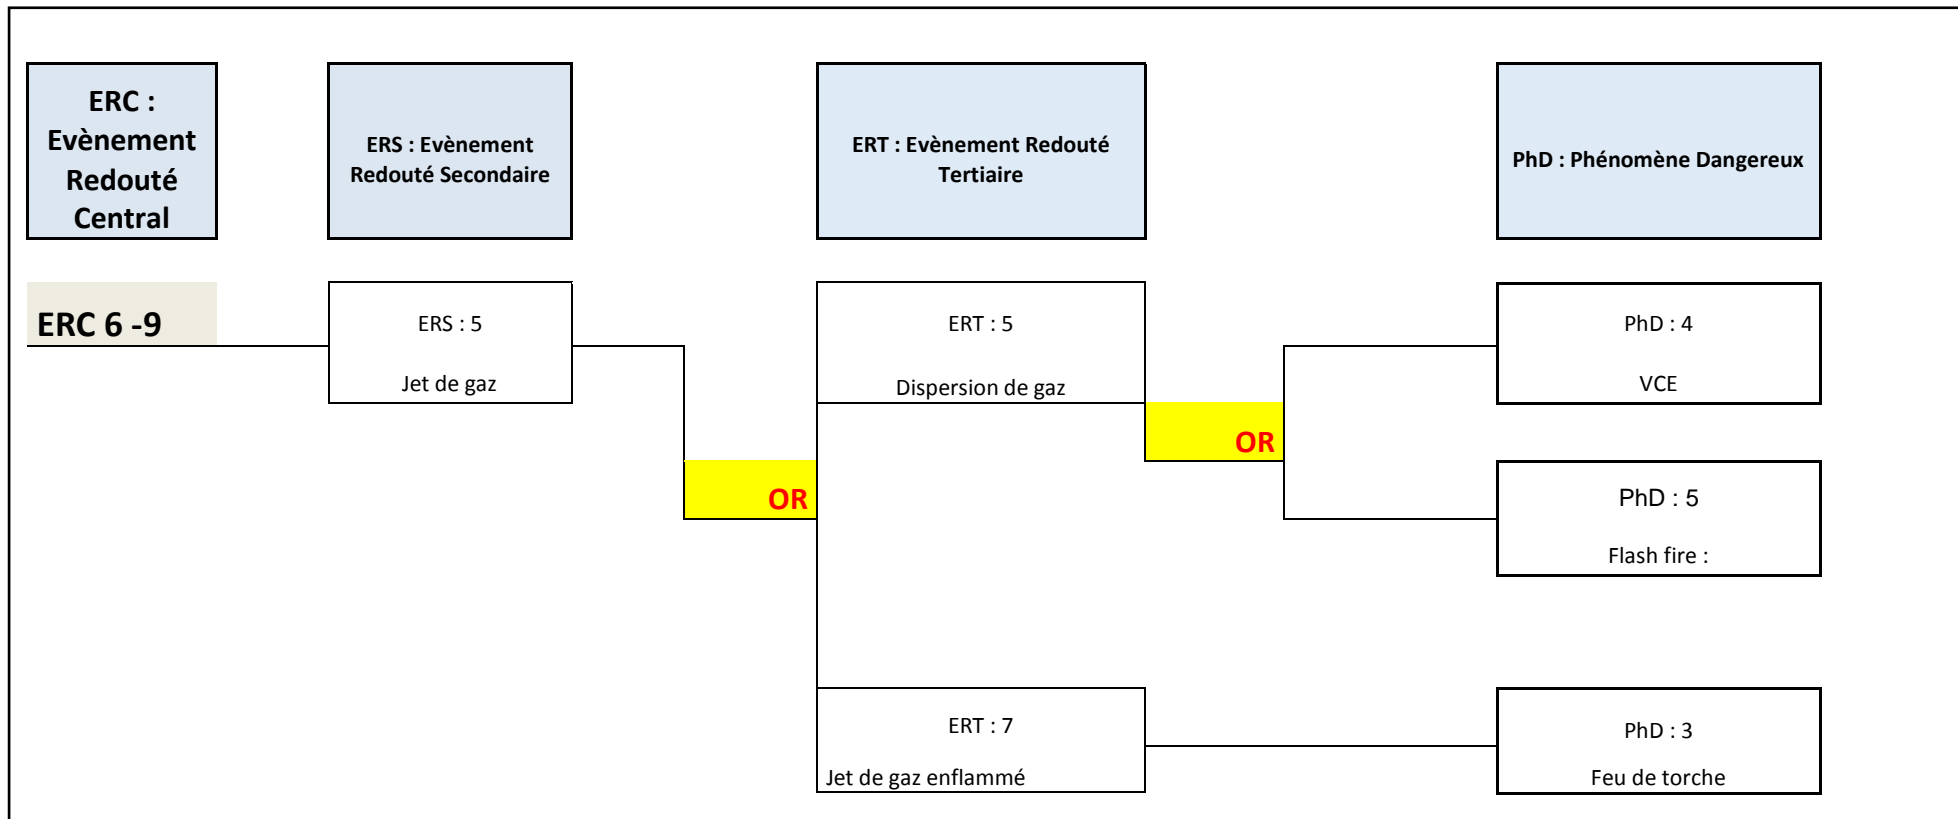 ERC :
Evènement
Redouté
Central
ERS : Evènement
Redouté Secondaire
ERT : Evènement Redouté
Tertiaire
PhD : Phénomène Dangereux
ERC 6 -9
ERS : 5
Jet de gaz
ERT : 5
Dispersion de gaz
PhD : 4
VCE
OR
OR
PhD : 5
Flash fire :
ERT : 7
Jet de gaz enflammé
PhD : 3
Feu de torche